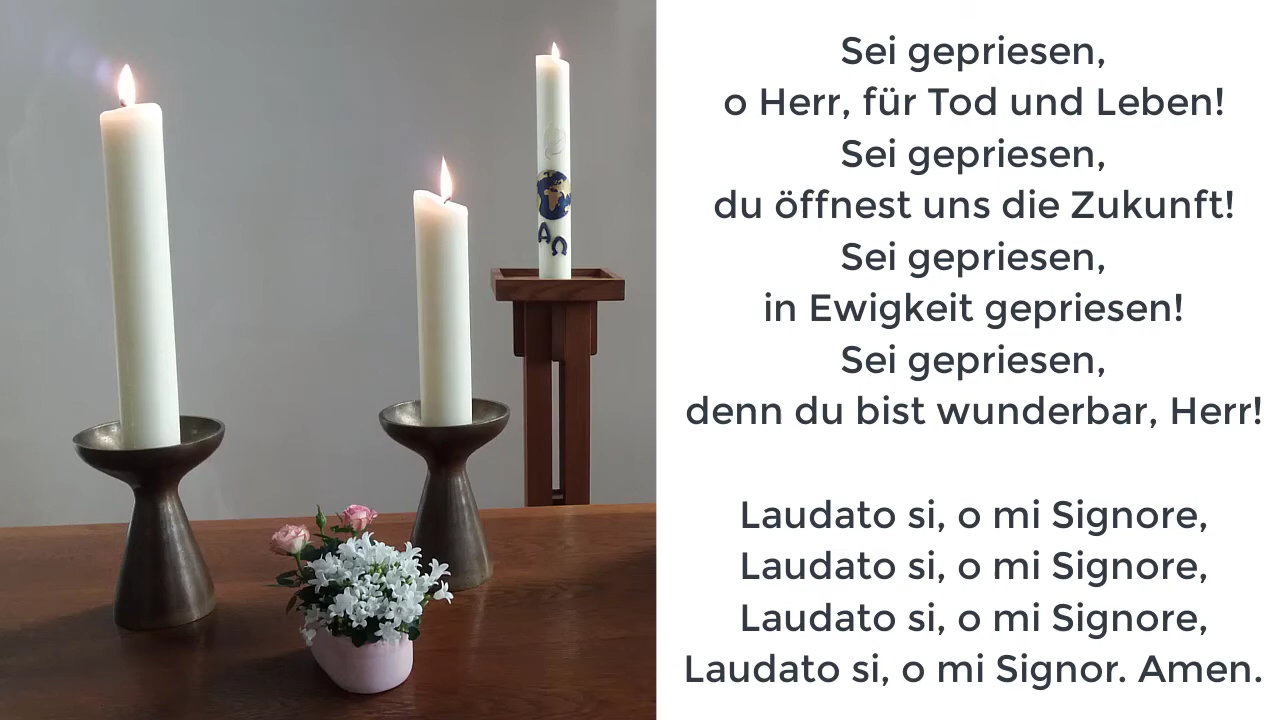 Sei gepriesen,
o Herr, für Tod und Leben!
Sei gepriesen,
du öffnest uns die Zukunft!
Sei gepriesen,
in Ewigkeit gepriesen!
Sei gepriesen,
denn du bist wunderbar, Herr!
Laudato si, o mi Signore,
Laudato si, o mi Signore,
Laudato si, o mi Signore,
Laudato si, o mi Signor. Amen.
Α Ω